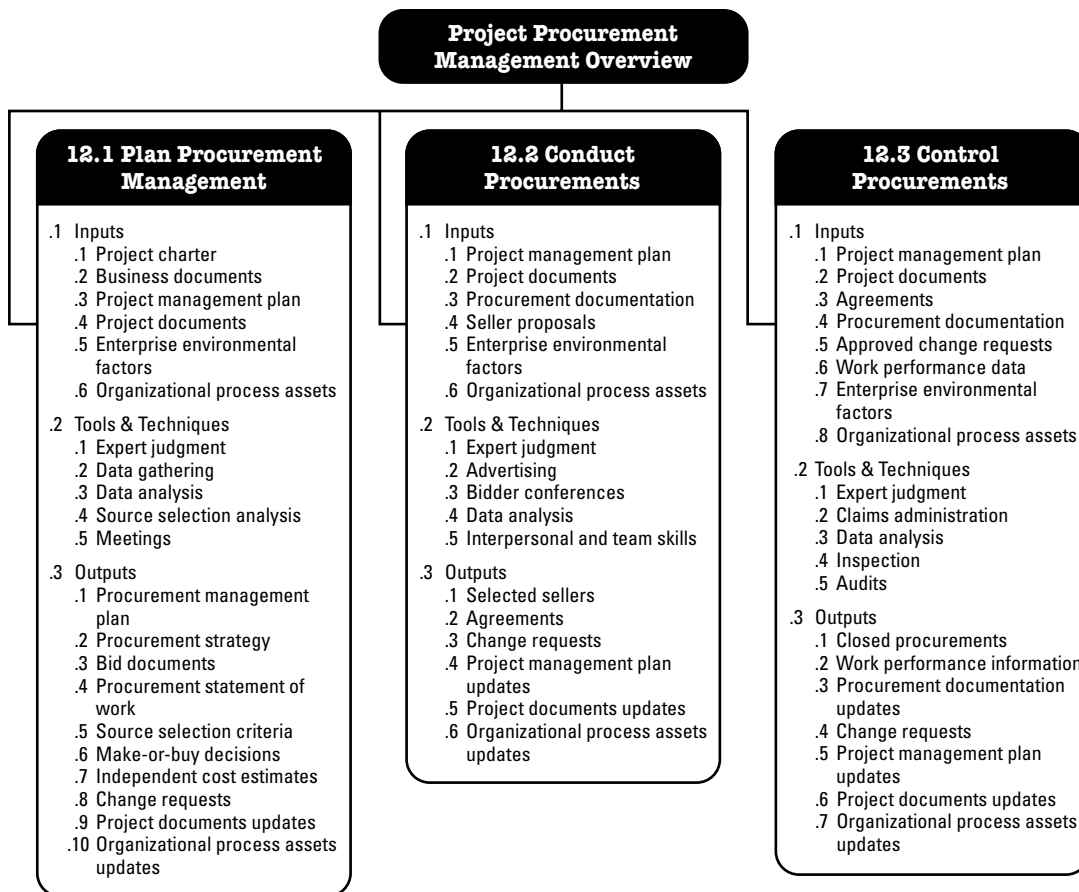 Project Procurement
Management Overview
12.1 Plan Procurement
Management
.1 Inputs
.1 Project charter
.2 Business documents
.3 Project management plan
.4 Project documents
.5 Enterprise environmental
factors
.6 Organizational process assets
.2 Tools & Techniques
.1 Expert judgment
.2 Data gathering
.3 Data analysis
.4 Source selection analysis
.5 Meetings
.3 Outputs
.1 Procurement management
plan
.2 Procurement strategy
.3 Bid documents
.4 Procurement statement of
work
.5 Source selection criteria
.6 Make-or-buy decisions
.7 Independent cost estimates
.8 Change requests
.9 Project documents updates
.10 Organizational process assets
updates
12.2 Conduct
Procurements
.1 Inputs
.1 Project management plan
.2 Project documents
.3 Procurement documentation
.4 Seller proposals
.5 Enterprise environmental
factors
.6 Organizational process assets
.2 Tools & Techniques
.1 Expert judgment
.2 Advertising
.3 Bidder conferences
.4 Data analysis
.5 Interpersonal and team skills
.3 Outputs
.1 Selected sellers
.2 Agreements
.3 Change requests
.4 Project management plan
updates
.5 Project documents updates
.6 Organizational process assets
updates
12.3 Control
Procurements
.1 Inputs
.1 Project management plan
.2 Project documents
.3 Agreements
.4 Procurement documentation
.5 Approved change requests
.6 Work performance data
.7 Enterprise environmental
factors
.8 Organizational process assets
.2 Tools & Techniques
.1 Expert judgment
.2 Claims administration
.3 Data analysis
.4 Inspection
.5 Audits
.3 Outputs
.1 Closed procurements
.2 Work performance information
.3 Procurement documentation
updates
.4 Change requests
.5 Project management plan
updates
.6 Project documents updates
.7 Organizational process assets
updates